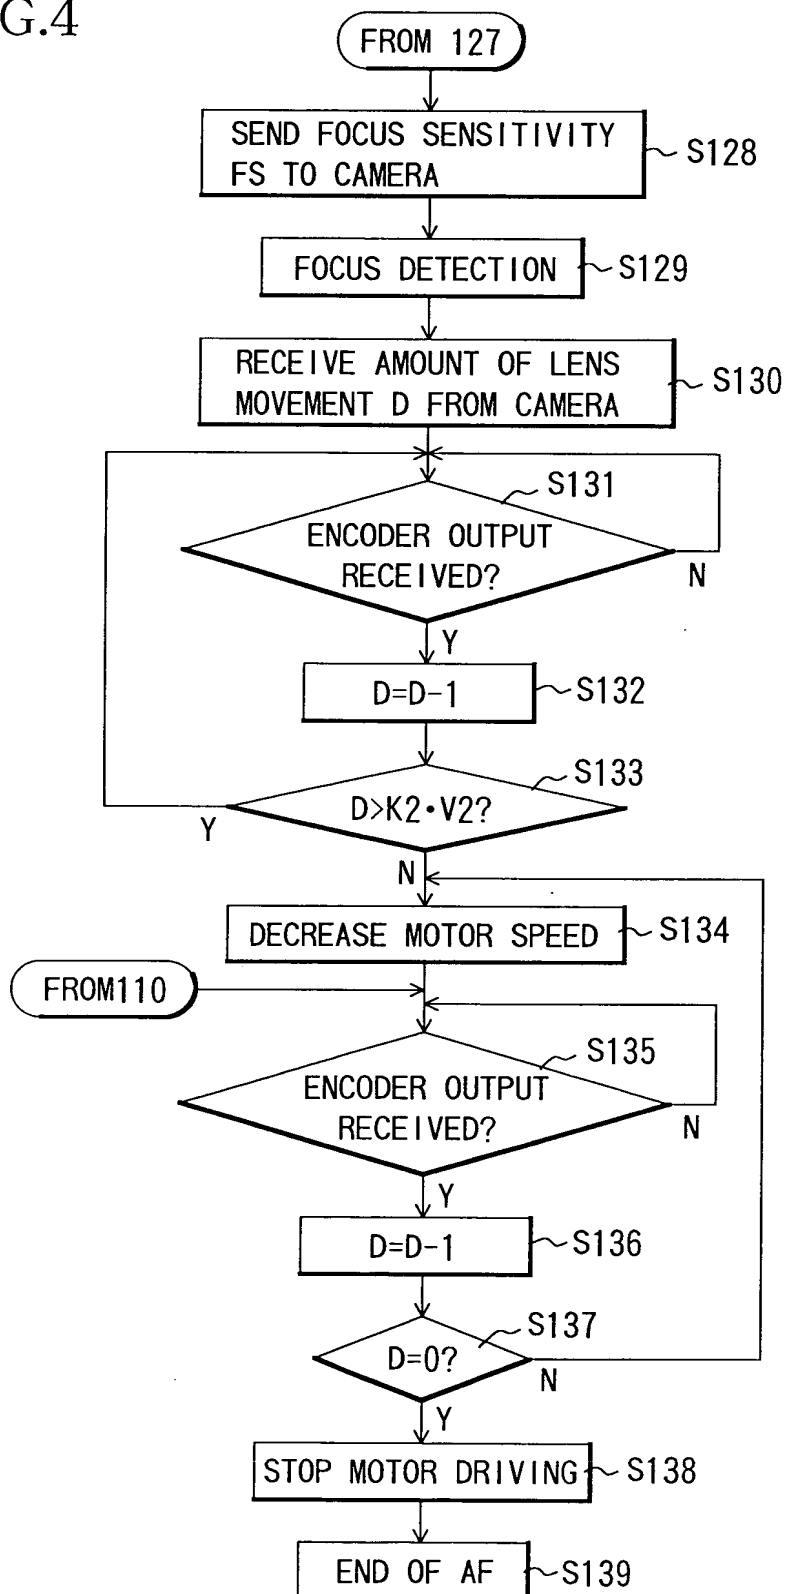 G.4
FROM 127
SEND FOCUS SENSITIVITY
FS TO CAMERA
S128
FOCUS DETECTION
S129
RECEIVE AMOUNT OF LENS
MOVEMENT D FROM CAMERA
S130
S131
ENCODER OUTPUT
RECEIVED?
N
Y
D=D-1
S132
S133
D>K2•V2?
Y
N
DECREASE MOTOR SPEED
S134
FROM110
S135
ENCODER OUTPUT
RECEIVED?
N
Y
D=D-1
S136
S137
D=0?
N
Y
STOP MOTOR DRIVING
S138
END OF AF
S139